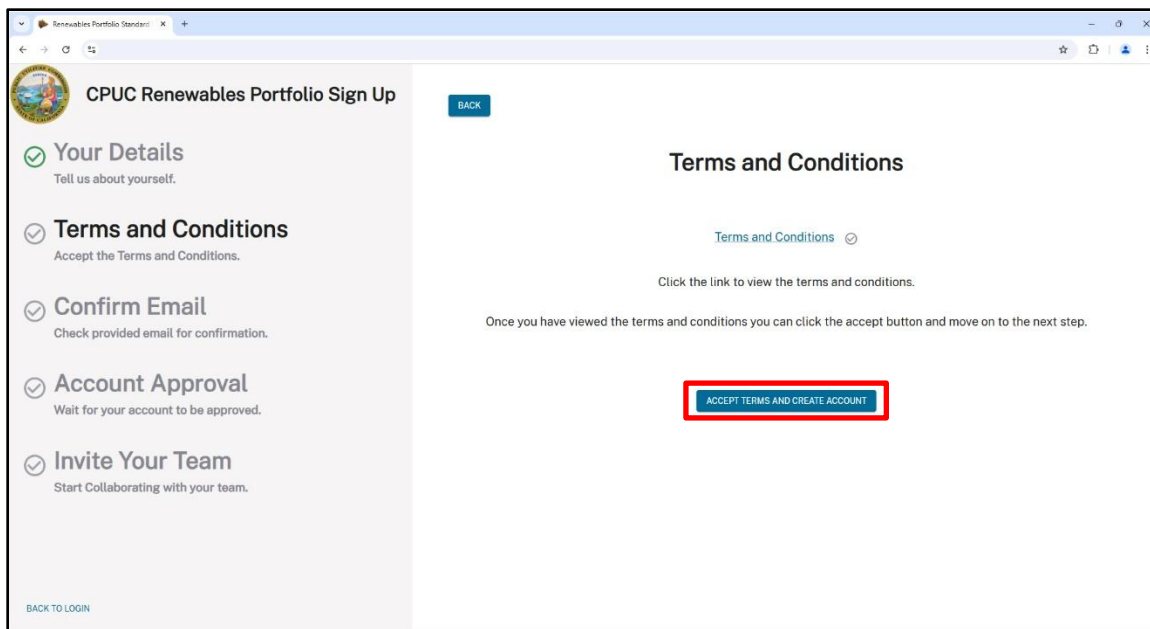 Renewables Portfolio Standard
CPUC Renewables Portfolio Sign Up
Your Details
Tell us about yourself.
Terms and Conditions
Accept the Terms and Conditions.
Confirm Email
Check provided email for confirmation.
Account Approval
Wait for your account to be approved.
Invite Your Team
Start Collaborating with your team.
BACK TO LOGIN
BACK
Terms and Conditions
Terms and Conditions
Click the link to view the terms and conditions.
Once you have viewed the terms and conditions you can click the accept button and move on to the next step.
ACCEPT TERMS AND CREATE ACCOUNT